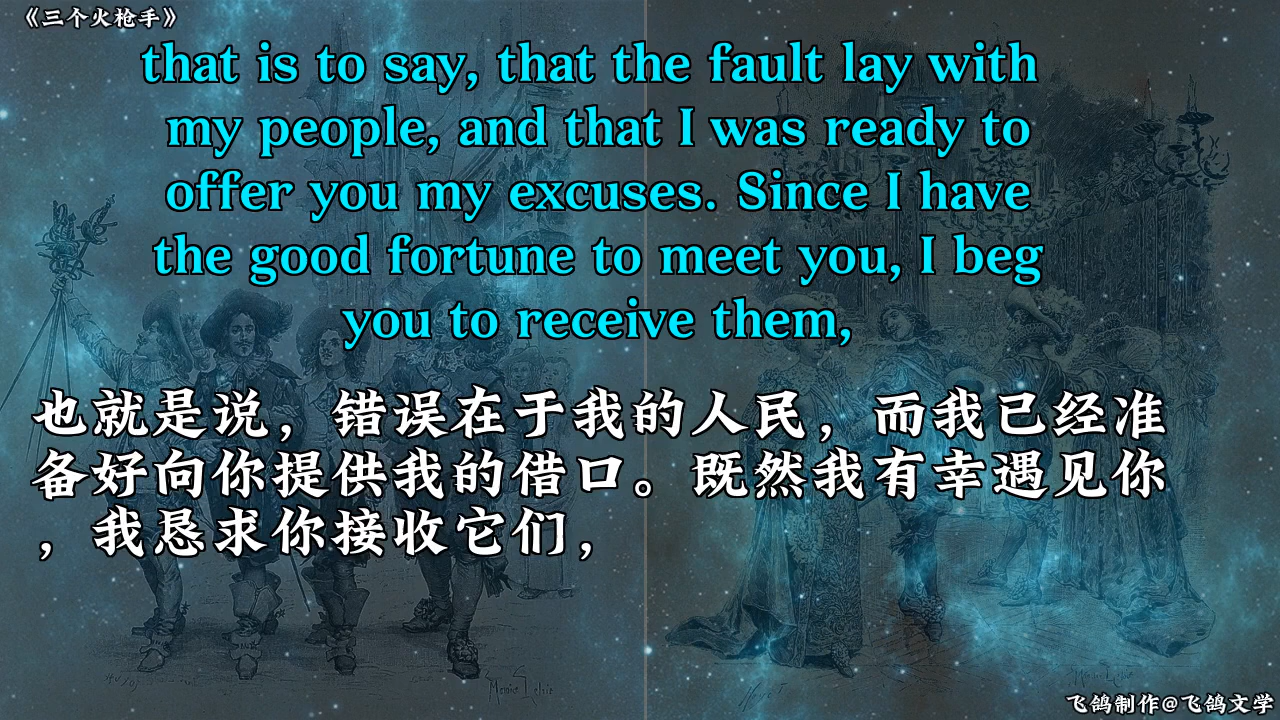 《三个火枪手》
that is to say, that the fault lay with
my people, and that I was ready to
offer you my excuses. Since I have
the good fortune to meet you, I beg
you to receive them,
也就是说，错误在于我的人民，而我已经准
备好向你提供我的借口。既然我有幸遇见你
，我恳求你接收它们，
飞鸽制作@飞鸽文学